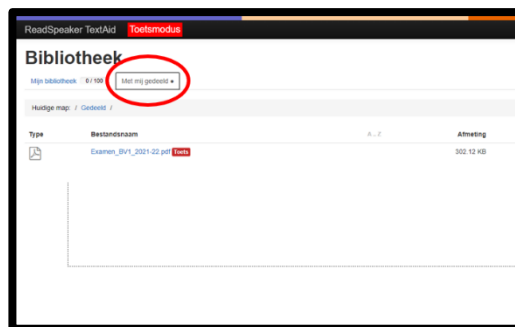 ReadSpeaker TextAid Toetsmodus
Bibliotheek
Mijn bibliotheek 0 / 100 Met mij gedeeld
Huidige map: / Gedeeld /
Type Bestandsnaam A .. Z Afmeting
Examen_BV1_2021-22.pdf Toets 302.12 KB